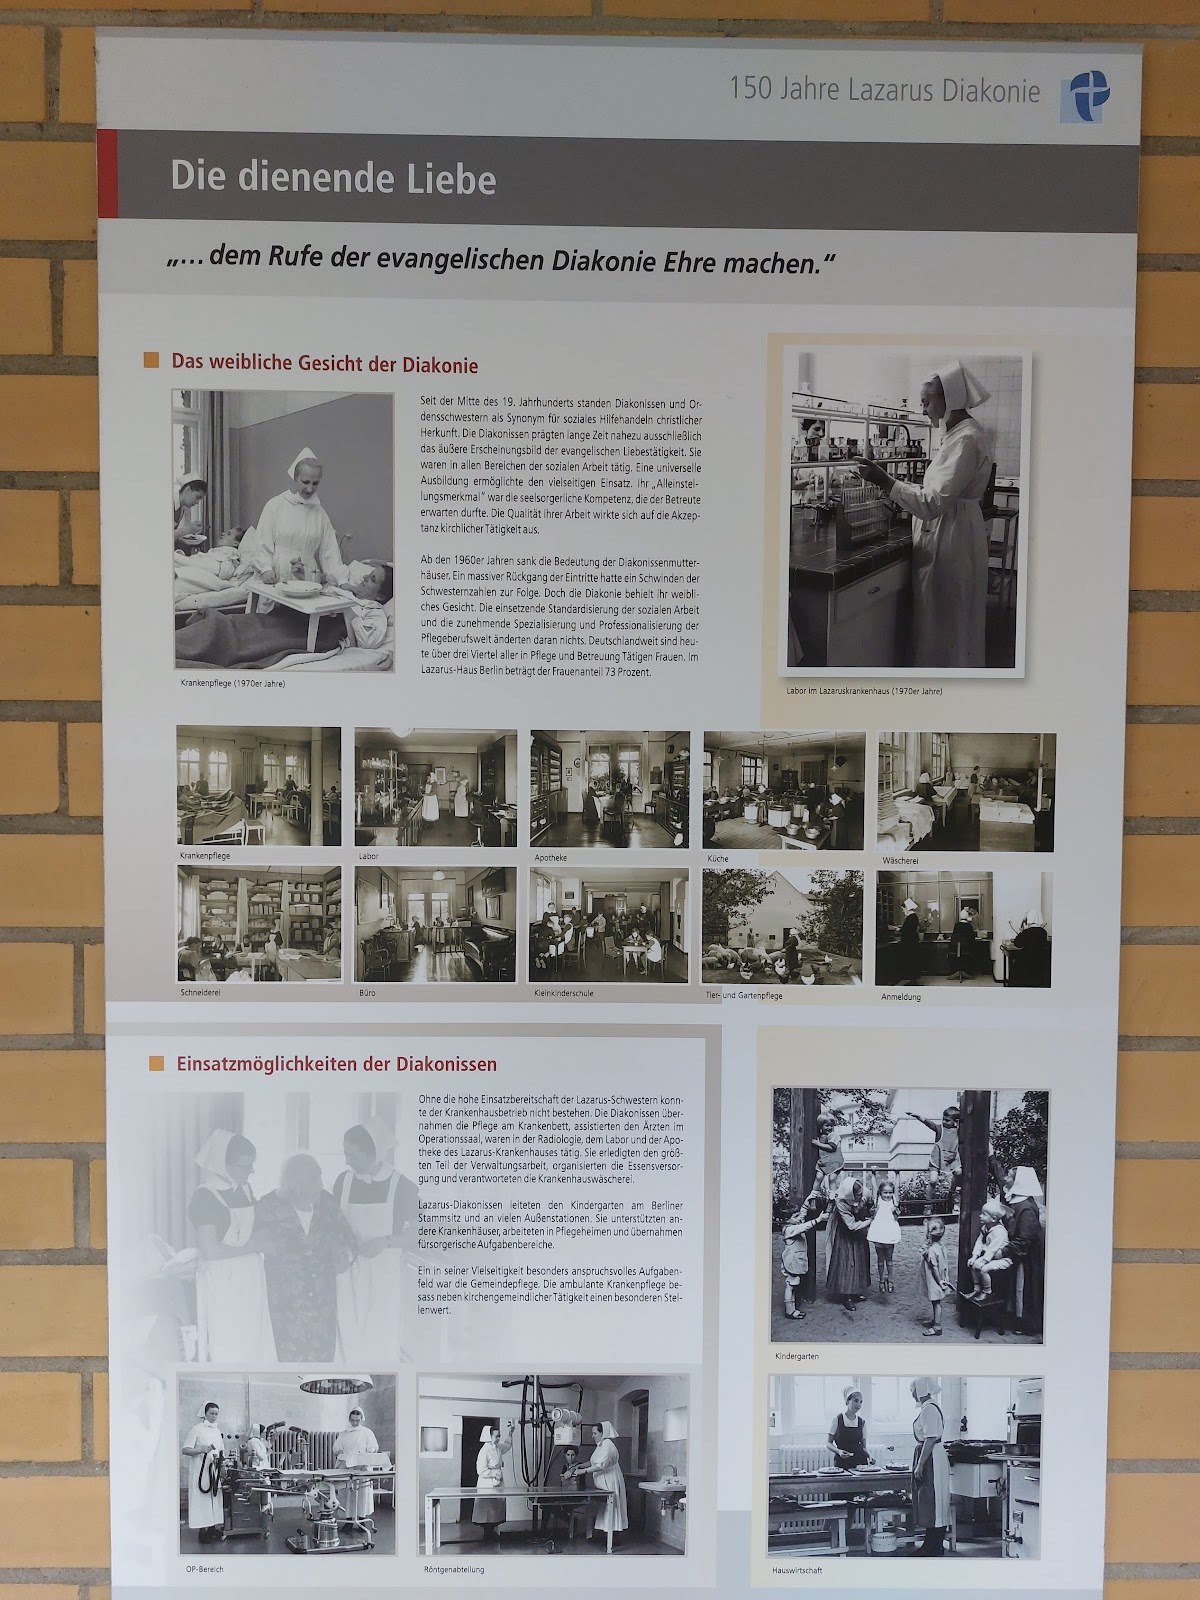 150 Jahre Lazarus Diakonie
Die dienende Liebe
„… dem Rufe der evangelischen Diakonie Ehre machen.“
Das weibliche Gesicht der Diakonie
Seit der Mitte des 19. Jahrhunderts standen Diakonissen und Or-
densschwestern als Synonym für soziales Hilfehandeln christlicher
Herkunft. Die Diakonissen prägten lange Zeit nahezu ausschließlich
das äußere Erscheinungsbild der evangelischen Liebestätigkeit. Sie
waren in allen Bereichen der sozialen Arbeit tätig. Eine universelle
Ausbildung ermöglichte den vielseitigen Einsatz. Ihr „Alleinstel-
lungsmerkmal“ war die seelsorgerliche Kompetenz, die der Betreute
erwarten durfte. Die Qualität ihrer Arbeit wirkte sich auf die Akzep-
tanz kirchlicher Tätigkeit aus.
Ab den 1960er Jahren sank die Bedeutung der Diakonissenmutter-
häuser. Ein massiver Rückgang der Eintritte hatte ein Schwinden der
Schwesternzahlen zur Folge. Doch die Diakonie behielt ihr weibli-
ches Gesicht. Die einsetzende Standardisierung der sozialen Arbeit
und die zunehmende Spezialisierung und Professionalisierung der
Pflegeberufswelt änderten daran nichts. Deutschlandweit sind heu-
te über drei Viertel aller in Pflege und Betreuung Tätigen Frauen. Im
Lazarus-Haus Berlin beträgt der Frauenanteil 73 Prozent.
Krankenpflege (1970er Jahre)
Labor im Lazaruskrankenhaus (1970er Jahre)
Krankenpflege
Labor
Apotheke
Küche
Wäscherei
Schneiderei
Büro
Kleinkinderschule
Tier- und Gartenpflege
Anmeldung
Einsatzmöglichkeiten der Diakonissen
Ohne die hohe Einsatzbereitschaft der Lazarus-Schwestern konn-
te der Krankenhausbetrieb nicht bestehen. Die Diakonissen über-
nahmen die Pflege am Krankenbett, assistierten den Ärzten im
Operationssaal, waren in der Radiologie, dem Labor und der Apo-
theke des Lazarus-Krankenhauses tätig. Sie erledigten den größ-
ten Teil der Verwaltungsarbeit, organisierten die Essensversor-
gung und verantworteten die Krankenhauswäscherei.
Lazarus-Diakonissen leiteten den Kindergarten am Berliner
Stammsitz und an vielen Außenstationen. Sie unterstützten an-
dere Krankenhäuser, arbeiteten in Pflegeheimen und übernahmen
fürsorgerische Aufgabenbereiche.
Ein in seiner Vielseitigkeit besonders anspruchsvolles Aufgaben-
feld war die Gemeindepflege. Die ambulante Krankenpflege be-
sass neben kirchengemeindlicher Tätigkeit einen besonderen Stel-
lenwert.
Kindergarten
OP-Bereich
Röntgenabteilung
Hauswirtschaft